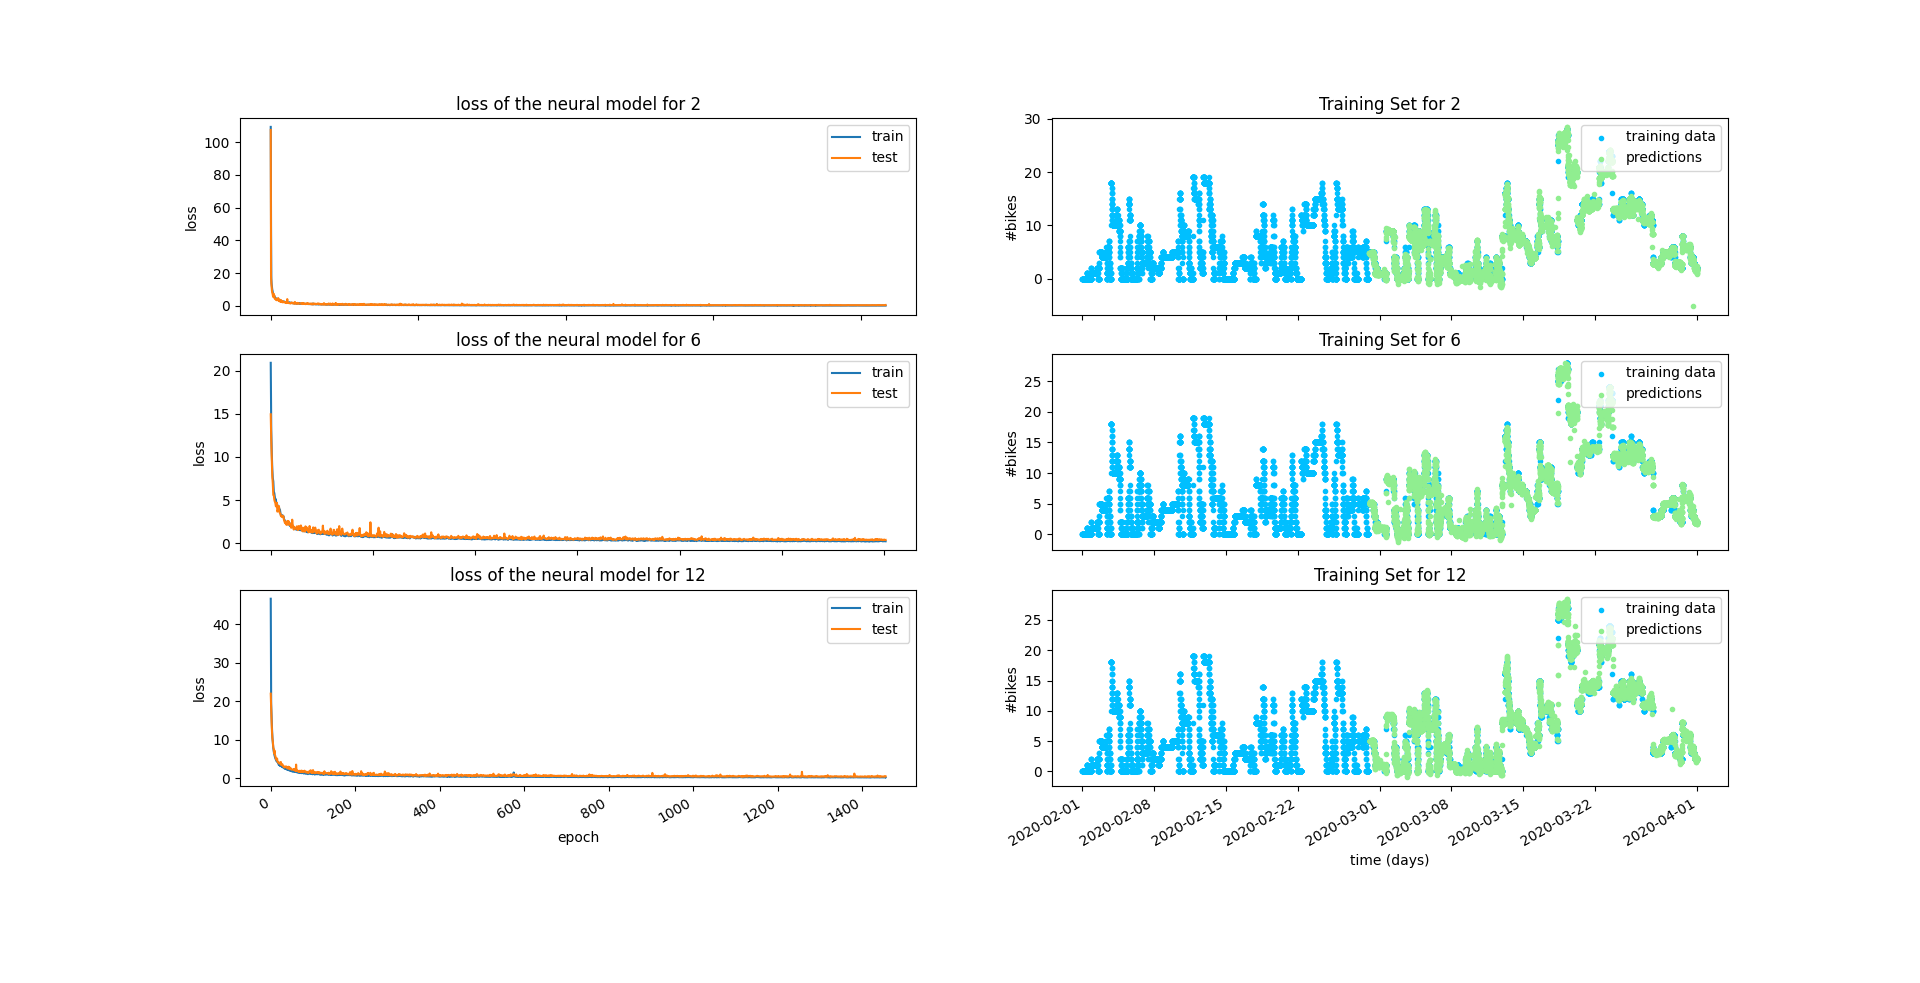 loss of the neural model for 2
train
test
loss
100
80
60
40
20
0
Training Set for 2
training data
predictions
#bikes
30
20
10
0
loss of the neural model for 6
train
test
loss
20
15
10
5
0
Training Set for 6
training data
predictions
#bikes
25
20
15
10
5
0
loss of the neural model for 12
train
test
loss
40
30
20
10
0
0 200 400 600 800 1000 1200 1400
epoch
Training Set for 12
training data
predictions
#bikes
25
20
15
10
5
0
2020-02-01 2020-02-08 2020-02-15 2020-02-22 2020-03-01 2020-03-08 2020-03-15 2020-03-22 2020-04-01
time (days)